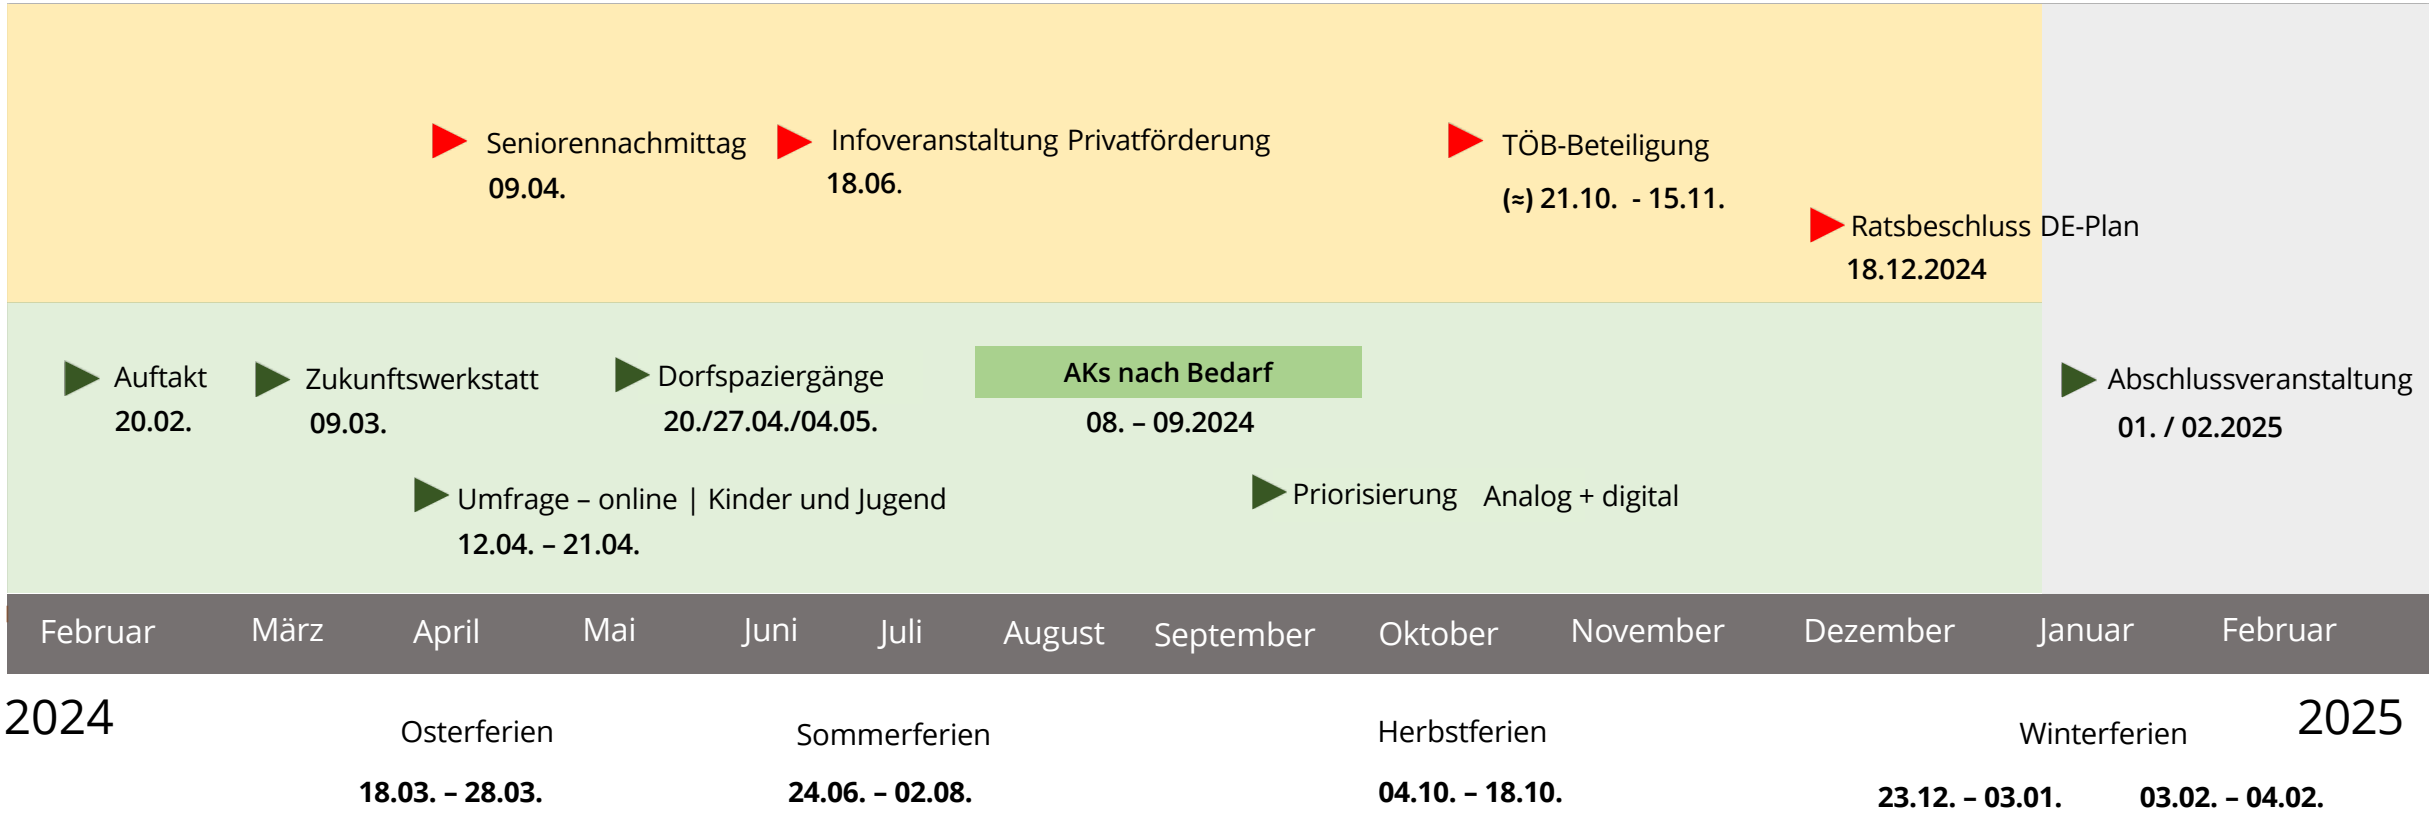 Seniorennachmittag
09.04.
Infoveranstaltung Privatförderung
18.06.
TÖB-Beteiligung
(≈) 21.10. - 15.11.
Ratsbeschluss DE-Plan
18.12.2024
Auftakt
20.02.
Zukunftswerkstatt
09.03.
Dorfspaziergänge
20./27.04./04.05.
AKs nach Bedarf
08. – 09.2024
Abschlussveranstaltung
01. / 02.2025
Umfrage – online | Kinder und Jugend
12.04. – 21.04.
Priorisierung Analog + digital
Februar März April Mai Juni Juli August September Oktober November Dezember Januar Februar
2024 2025
Osterferien
18.03. – 28.03.
Sommerferien
24.06. – 02.08.
Herbstferien
04.10. – 18.10.
Winterferien
23.12. – 03.01. 03.02. – 04.02.